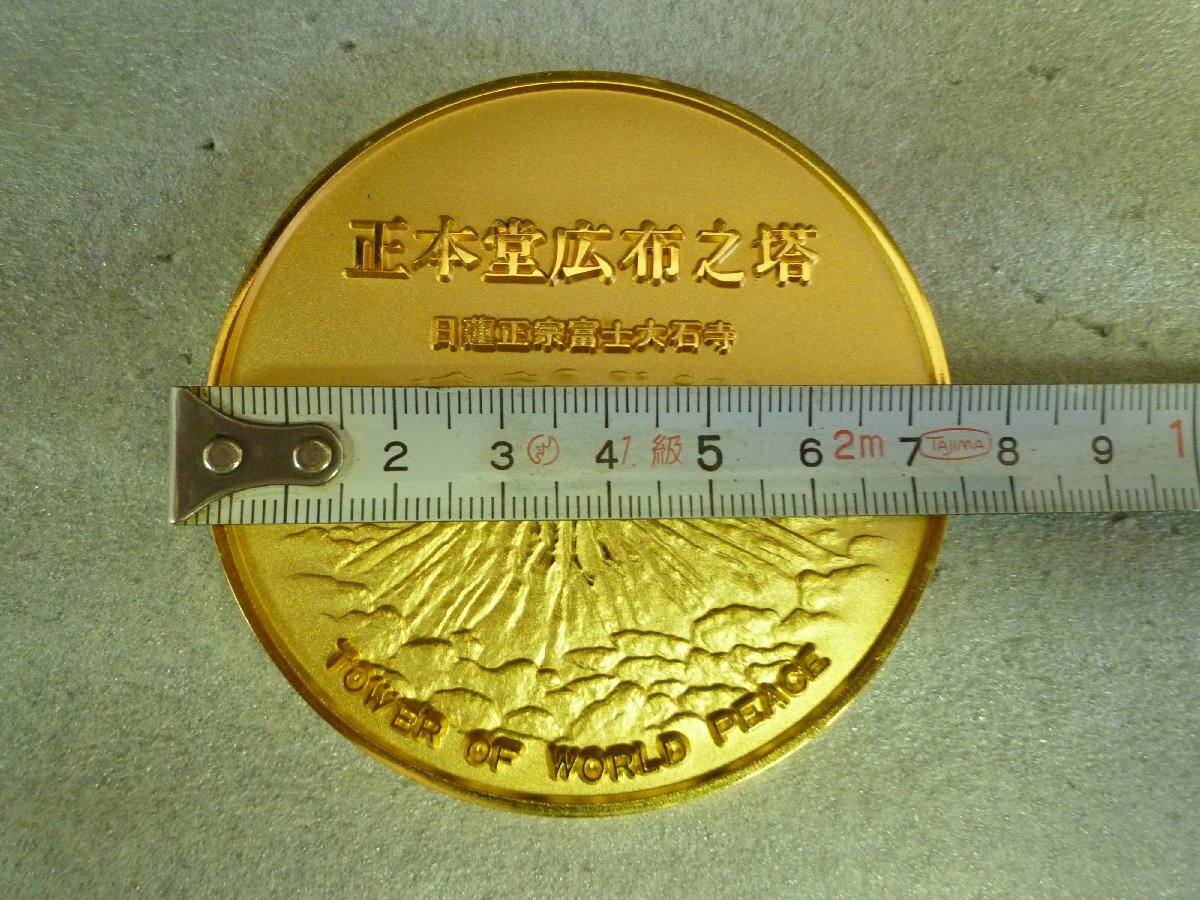 正本堂広布之塔
日蓮正宗富士大石寺
2 3 4 1級 5 6 2m 7 TAJIMA 8 9 1
TOWER OF WORLD PEACE